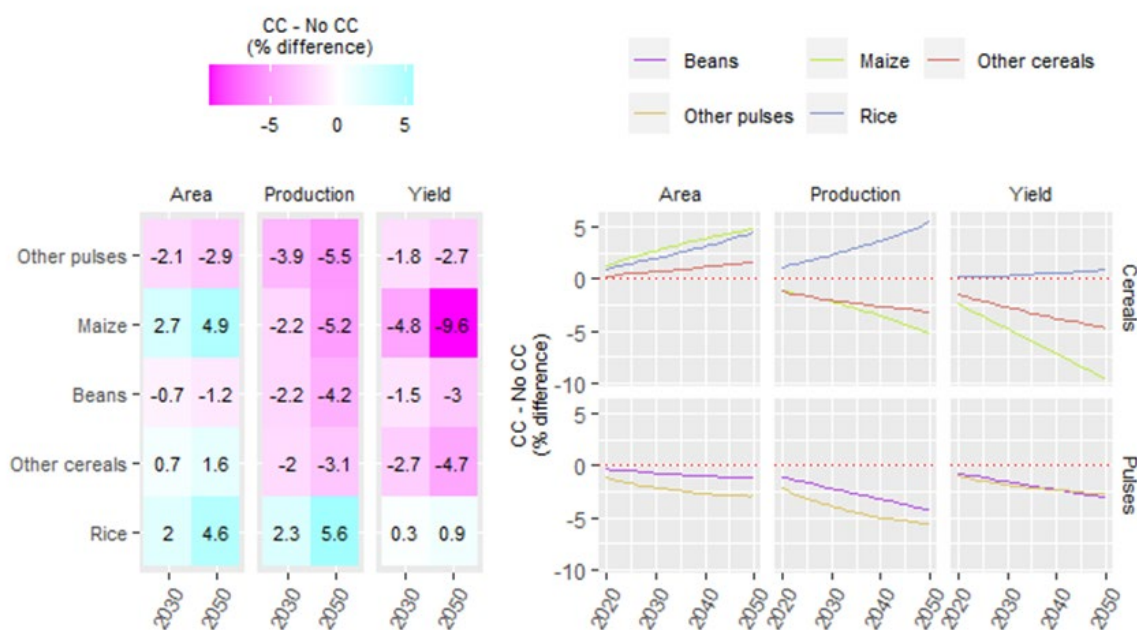 CC - No CC
(% difference)
-5 0 5
Beans Maize Other cereals
Other pulses Rice
Area Production Yield
Other pulses -2.1 -2.9 -3.9 -5.5 -1.8 -2.7
Maize 2.7 4.9 -2.2 -5.2 -4.8 -9.6
Beans -0.7 -1.2 -2.2 -4.2 -1.5 -3
Other cereals 0.7 1.6 -2 -3.1 -2.7 -4.7
Rice 2 4.6 2.3 5.6 0.3 0.9
2030 2050 2030 2050 2030 2050
CC - No CC
(% difference)
Area Production Yield
5
0
-5
-10
Cereals
5
0
-5
-10
Pulses
2020 2030 2040 2050 2020 2030 2040 2050 2020 2030 2040 2050